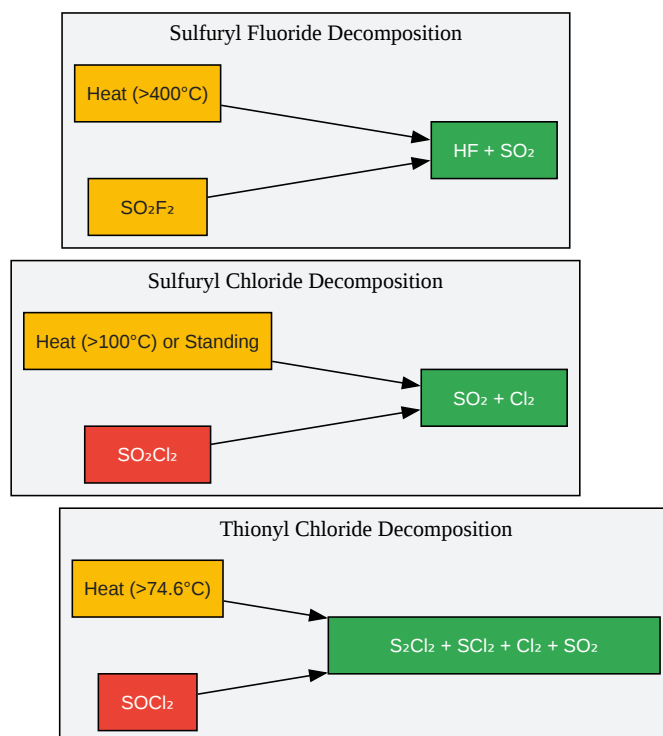 Sulfuryl Fluoride Decomposition
Heat (>400°C)
HF + SO₂
SO₂F₂
Sulfuryl Chloride Decomposition
Heat (>100°C) or Standing
SO₂ + Cl₂
SO₂Cl₂
Thionyl Chloride Decomposition
Heat (>74.6°C)
S₂Cl₂ + SCl₂ + Cl₂ + SO₂
SOCl₂